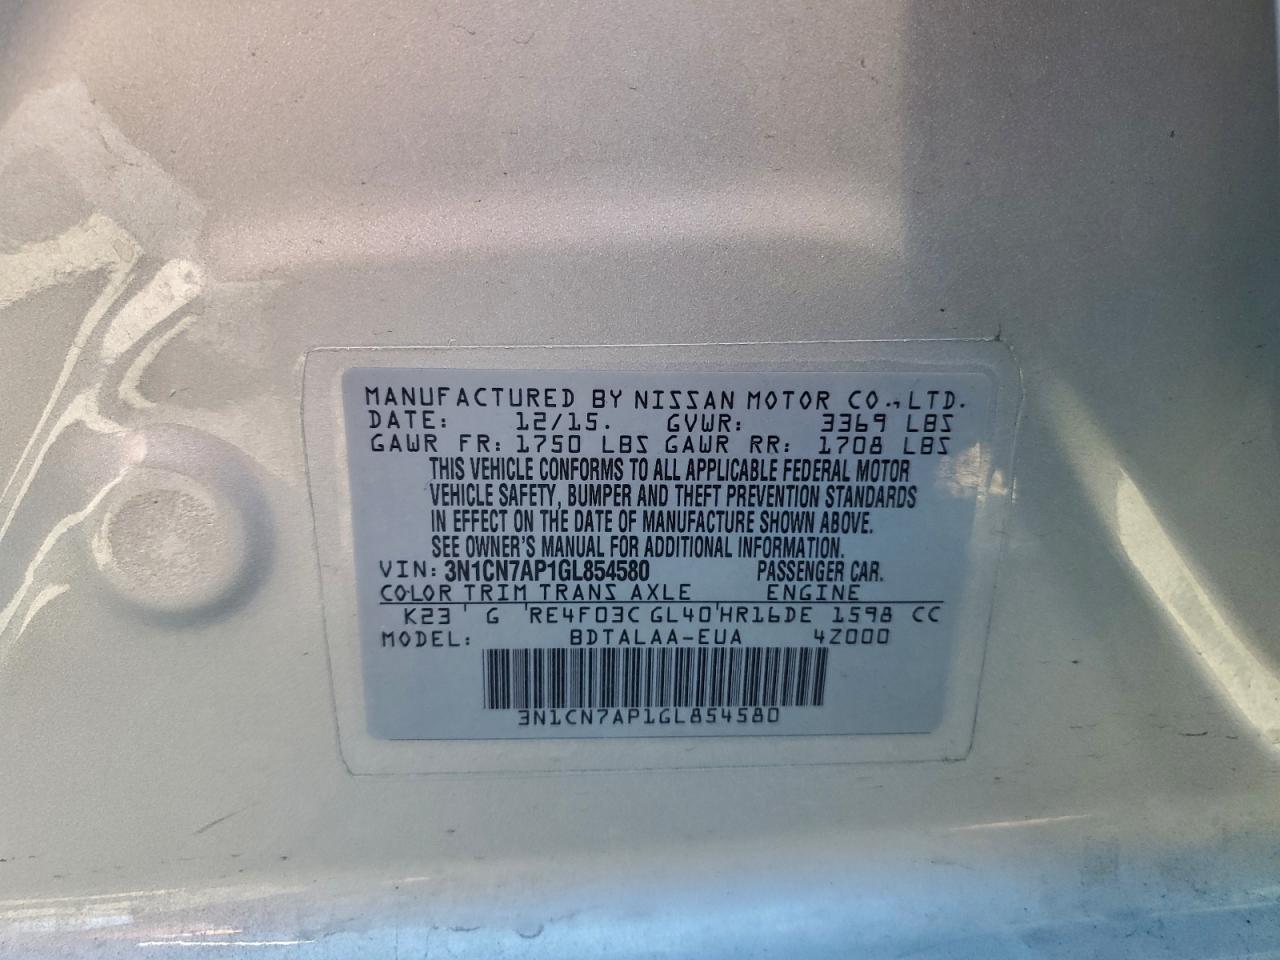 MANUFACTURED BY NISSAN MOTOR CO., LTD.
DATE: 12/15. GVWR: 3369 LBS
GAWR FR: 1750 LBS GAWR RR: 1708 LBS
THIS VEHICLE CONFORMS TO ALL APPLICABLE FEDERAL MOTOR
VEHICLE SAFETY, BUMPER AND THEFT PREVENTION STANDARDS
IN EFFECT ON THE DATE OF MANUFACTURE SHOWN ABOVE.
SEE OWNER'S MANUAL FOR ADDITIONAL INFORMATION.
VIN: 3N1CN7AP1GL854580 PASSENGER CAR.
COLOR TRIM TRANS AXLE ENGINE
K23 ' G ' RE4F03C GL40 ' HR16DE 1598 CC
MODEL: BDTALAA-EUA 4Z000
3N1CN7AP1GL854580